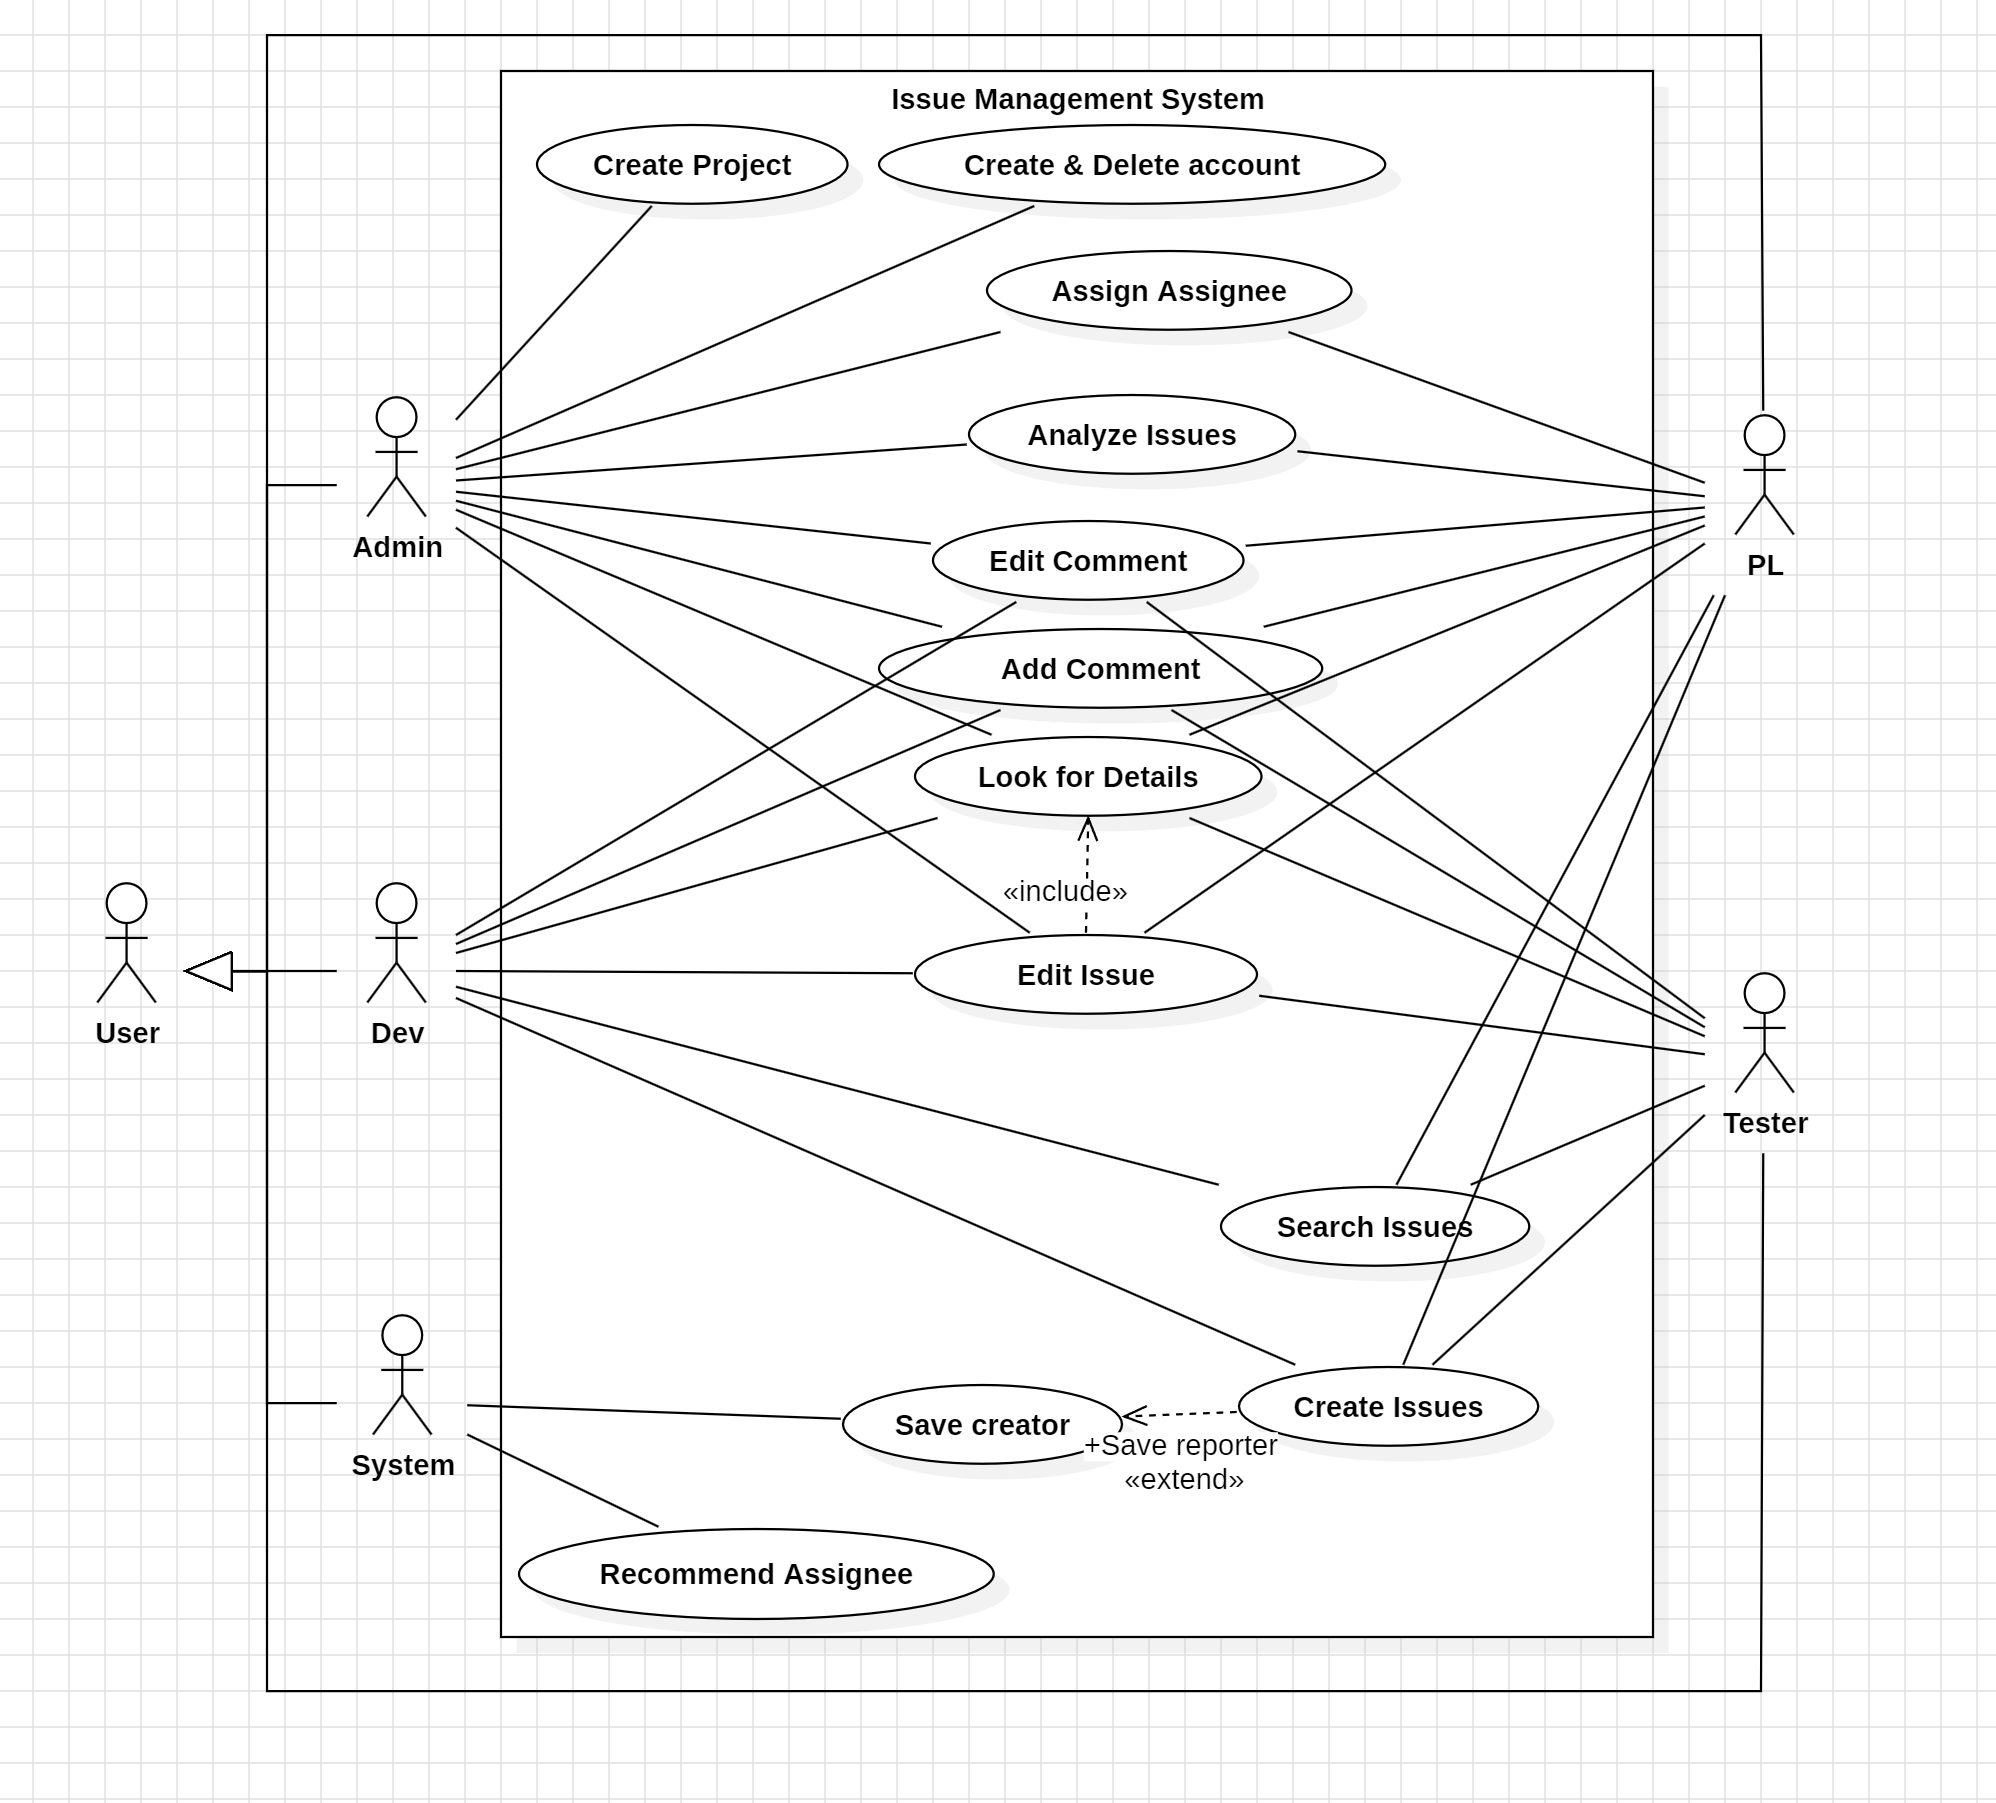 Issue Management System
Create Project
Create & Delete account
Assign Assignee
Analyze Issues
Admin
Edit Comment
PL
Add Comment
Look for Details
«include»
User
Dev
Edit Issue
Tester
Search Issues
System
Save creator
Create Issues
+Save reporter
«extend»
Recommend Assignee